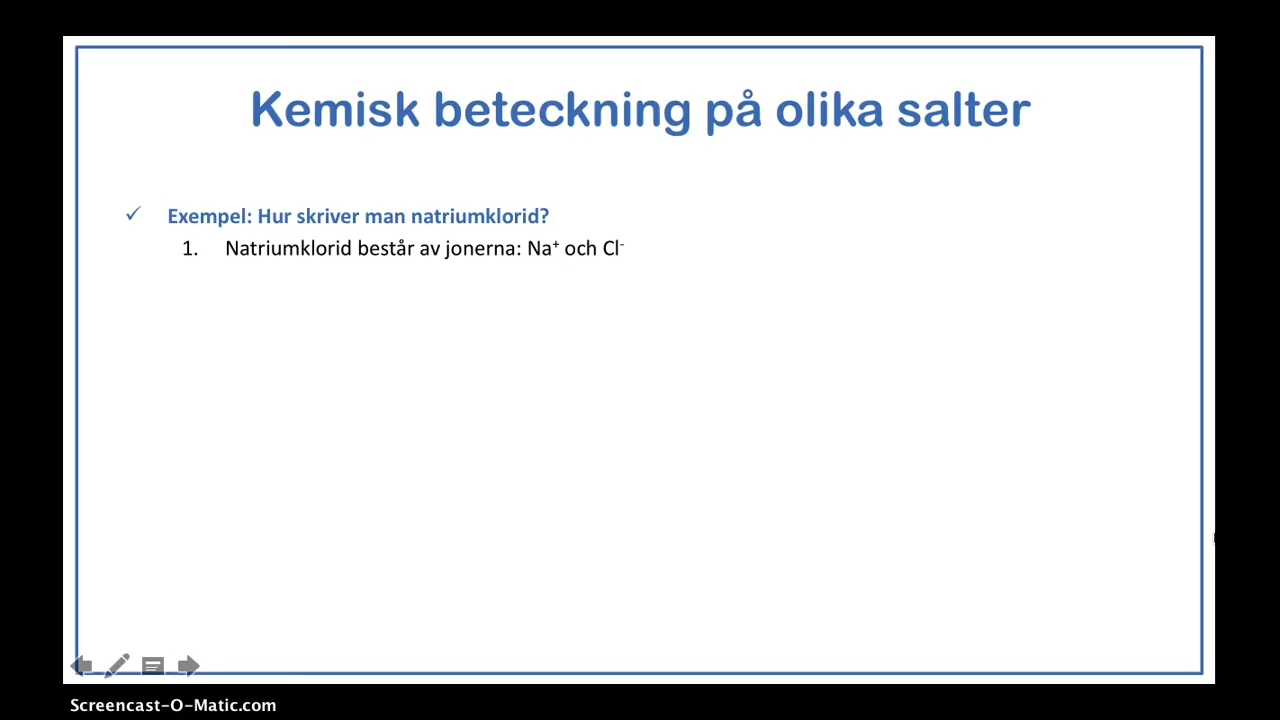 Kemisk beteckning på olika salter
✓ Exempel: Hur skriver man natriumklorid?
1. Natriumklorid består av jonerna: Na⁺ och Cl⁻
Screencast-O-Matic.com